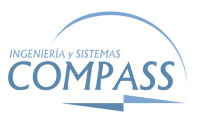 INGENIERÍA y SISTEMAS
COMPASS